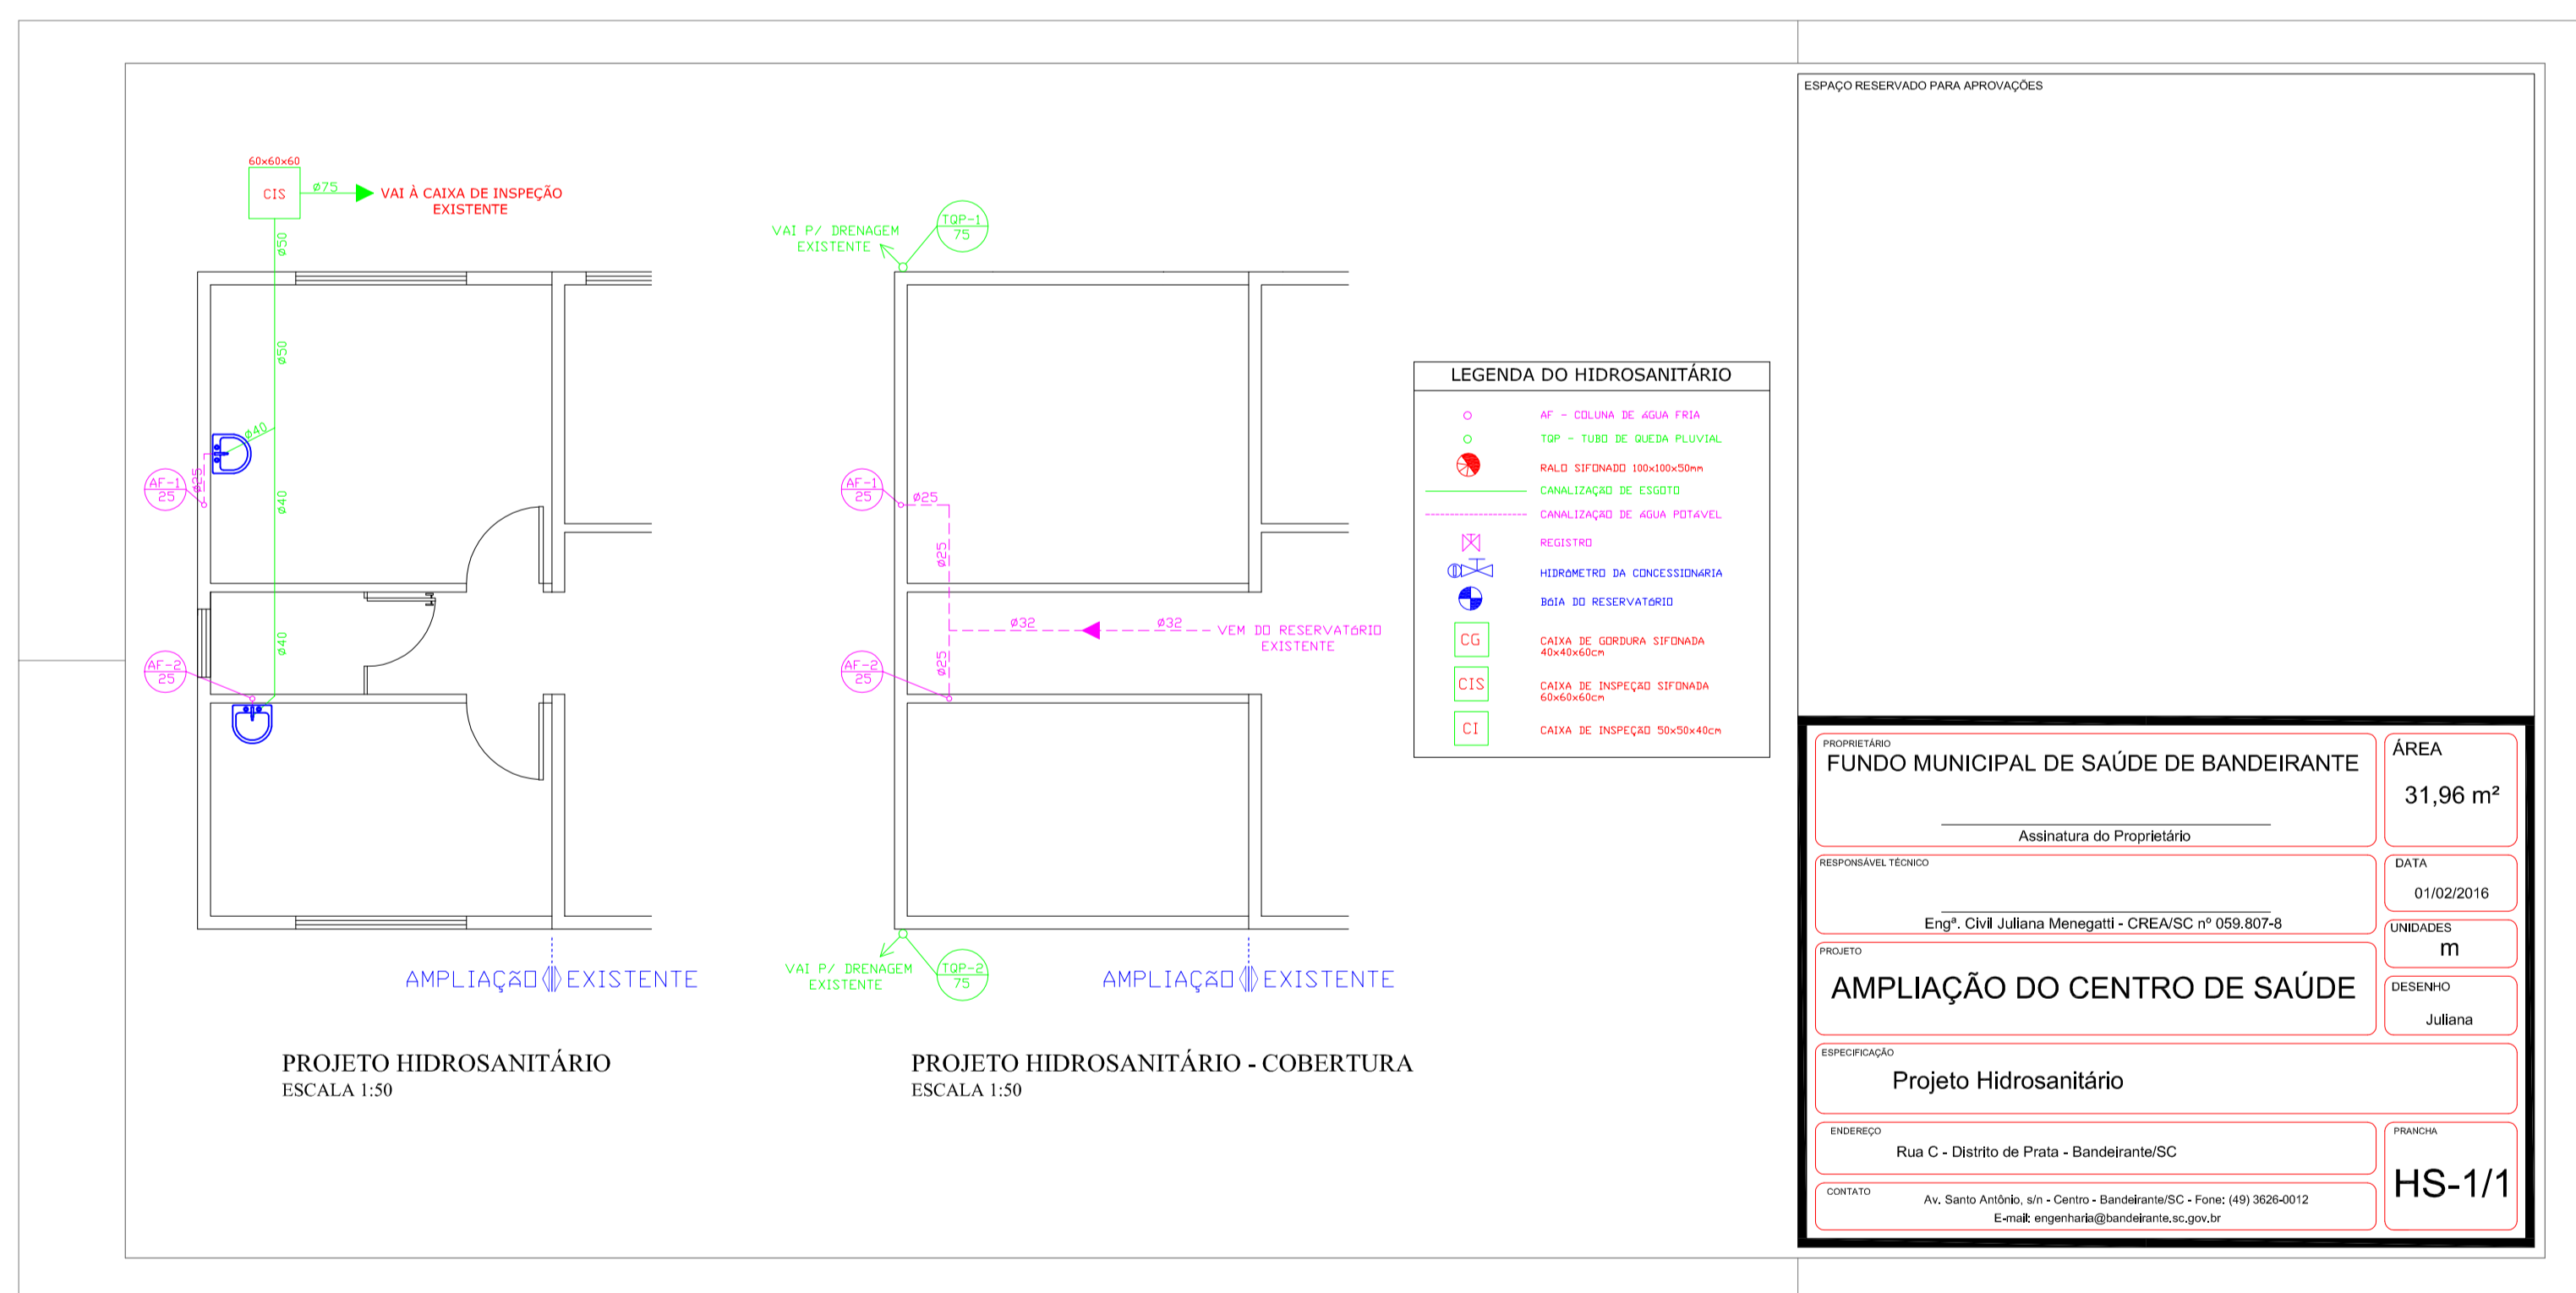 60x60x60
CIS
ø75
VAI À CAIXA DE INSPEÇÃO
EXISTENTE
ø50
ø50
ø40
AF-1
25
ø25
ø40
ø40
AF-2
25
AMPLIAÇÃO EXISTENTE
PROJETO HIDROSANITÁRIO
ESCALA 1:50
VAI P/ DRENAGEM
EXISTENTE
TQP-1
75
AF-1
25
ø25
ø25
ø32
ø32
VEM DO RESERVATÓRIO
EXISTENTE
AF-2
25
ø25
VAI P/ DRENAGEM
EXISTENTE
TQP-2
75
AMPLIAÇÃO EXISTENTE
PROJETO HIDROSANITÁRIO - COBERTURA
ESCALA 1:50
LEGENDA DO HIDROSANITÁRIO
AF - COLUNA DE ÁGUA FRIA
TQP - TUBO DE QUEDA PLUVIAL
RALO SIFONADO 100x100x50mm
CANALIZAÇÃO DE ESGOTO
CANALIZAÇÃO DE ÁGUA POTÁVEL
REGISTRO
HIDRÔMETRO DA CONCESSIONÁRIA
BÓIA DO RESERVATÓRIO
CG
CAIXA DE GORDURA SIFONADA
40x40x60cm
CIS
CAIXA DE INSPEÇÃO SIFONADA
60x60x60cm
CI
CAIXA DE INSPEÇÃO 50x50x40cm
ESPAÇO RESERVADO PARA APROVAÇÕES
PROPRIETÁRIO
FUNDO MUNICIPAL DE SAÚDE DE BANDEIRANTE
Assinatura do Proprietário
ÁREA
31,96 m²
RESPONSÁVEL TÉCNICO
Engª. Civil Juliana Menegatti - CREA/SC nº 059.807-8
DATA
01/02/2016
UNIDADES
m
PROJETO
AMPLIAÇÃO DO CENTRO DE SAÚDE
DESENHO
Juliana
ESPECIFICAÇÃO
Projeto Hidrosanitário
ENDEREÇO
Rua C - Distrito de Prata - Bandeirante/SC
PRANCHA
HS-1/1
CONTATO
Av. Santo Antônio, s/n - Centro - Bandeirante/SC - Fone: (49) 3626-0012
E-mail: engenharia@bandeirante.sc.gov.br